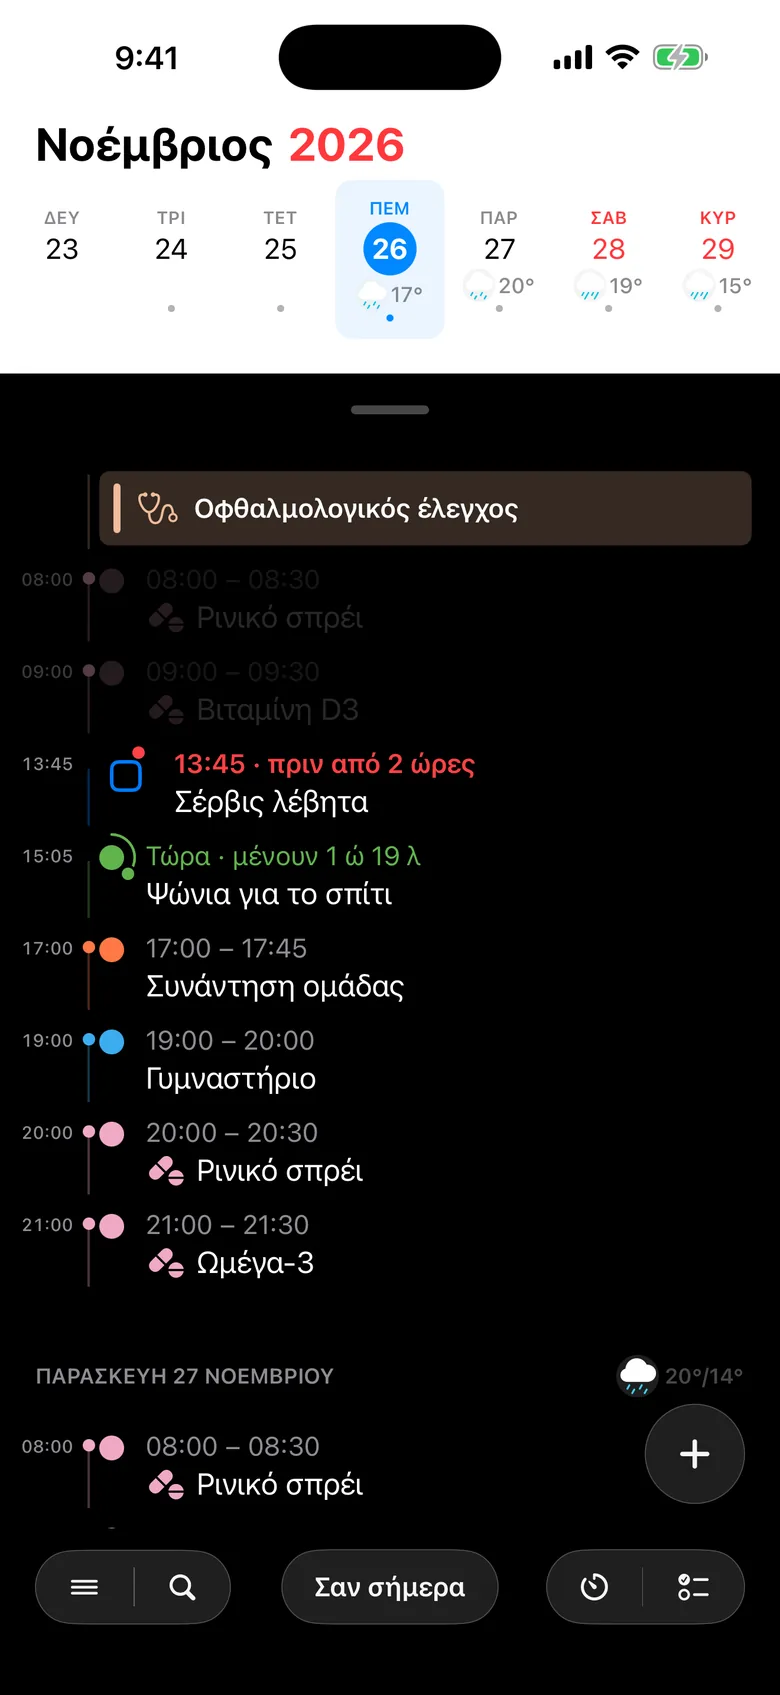 9:41
Νοέμβριος 2026
ΔΕΥ ΤΡΙ ΤΕΤ ΠΕΜ ΠΑΡ ΣΑΒ ΚΥΡ
23 24 25 26 27 28 29
17° 20° 19° 15°
Οφθαλμολογικός έλεγχος
08:00 08:00 – 08:30
Ρινικό σπρέι
09:00 09:00 – 09:30
Βιταμίνη D3
13:45 13:45 · πριν από 2 ώρες
Σέρβις λέβητα
15:05 Τώρα · μένουν 1 ώ 19 λ
Ψώνια για το σπίτι
17:00 17:00 – 17:45
Συνάντηση ομάδας
19:00 19:00 – 20:00
Γυμναστήριο
20:00 20:00 – 20:30
Ρινικό σπρέι
21:00 21:00 – 21:30
Ωμέγα-3
ΠΑΡΑΣΚΕΥΗ 27 ΝΟΕΜΒΡΙΟΥ 20°/14°
08:00 08:00 – 08:30
Ρινικό σπρέι
Σαν σήμερα